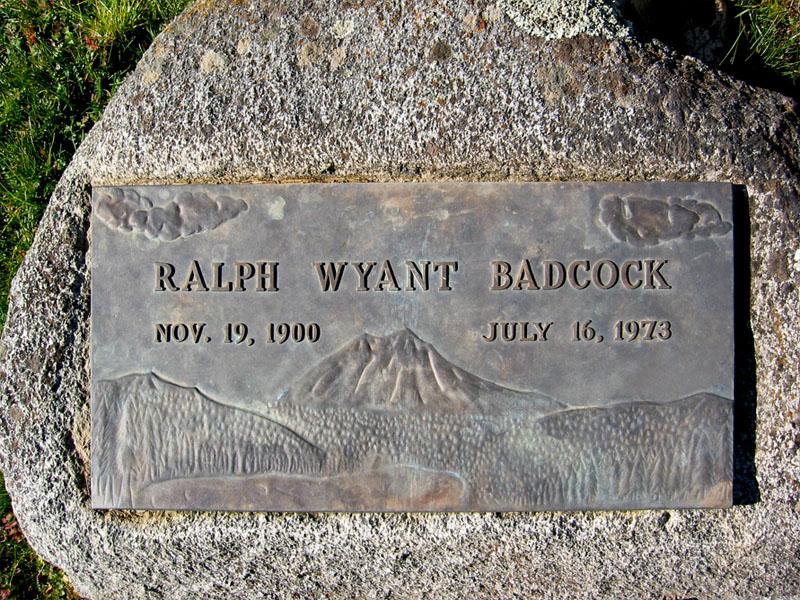 RALPH WYANT BADCOCK
NOV. 19, 1900 JULY 16, 1973